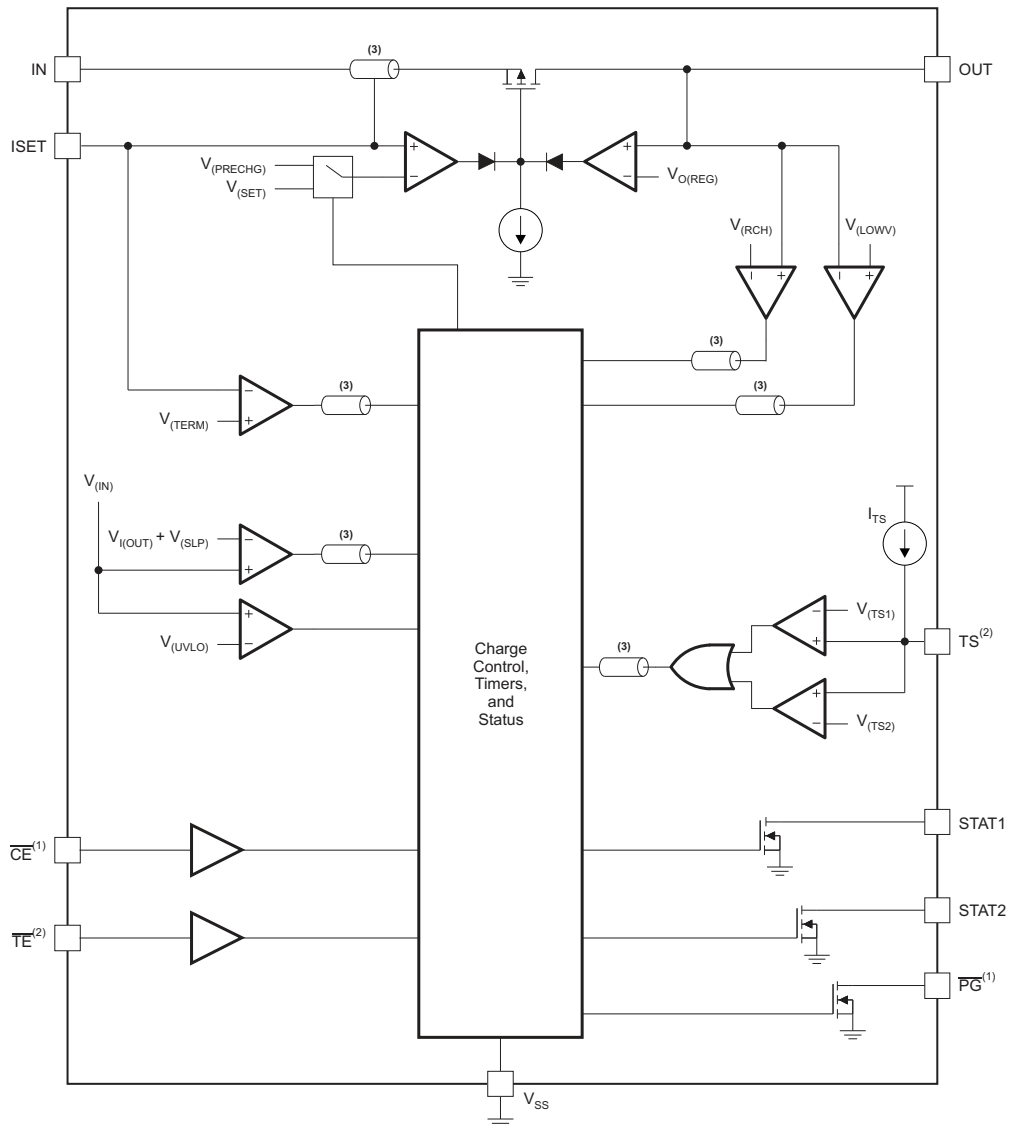 (3)
IN
OUT
ISET
V(PRECHG)
V(SET)
+
−
+
−
VO(REG)
V(RCH)
V(LOWV)
− +
− +
(3)
(3)
−
+
(3)
V(TERM)
V(IN)
VI(OUT) + V(SLP)
−
+
(3)
+
−
V(UVLO)
ITS
V(TS1)
−
+
TS(2)
(3)
+
−
V(TS2)
Charge
Control,
Timers,
and
Status
CE(1)
STAT1
TE(2)
STAT2
PG(1)
VSS